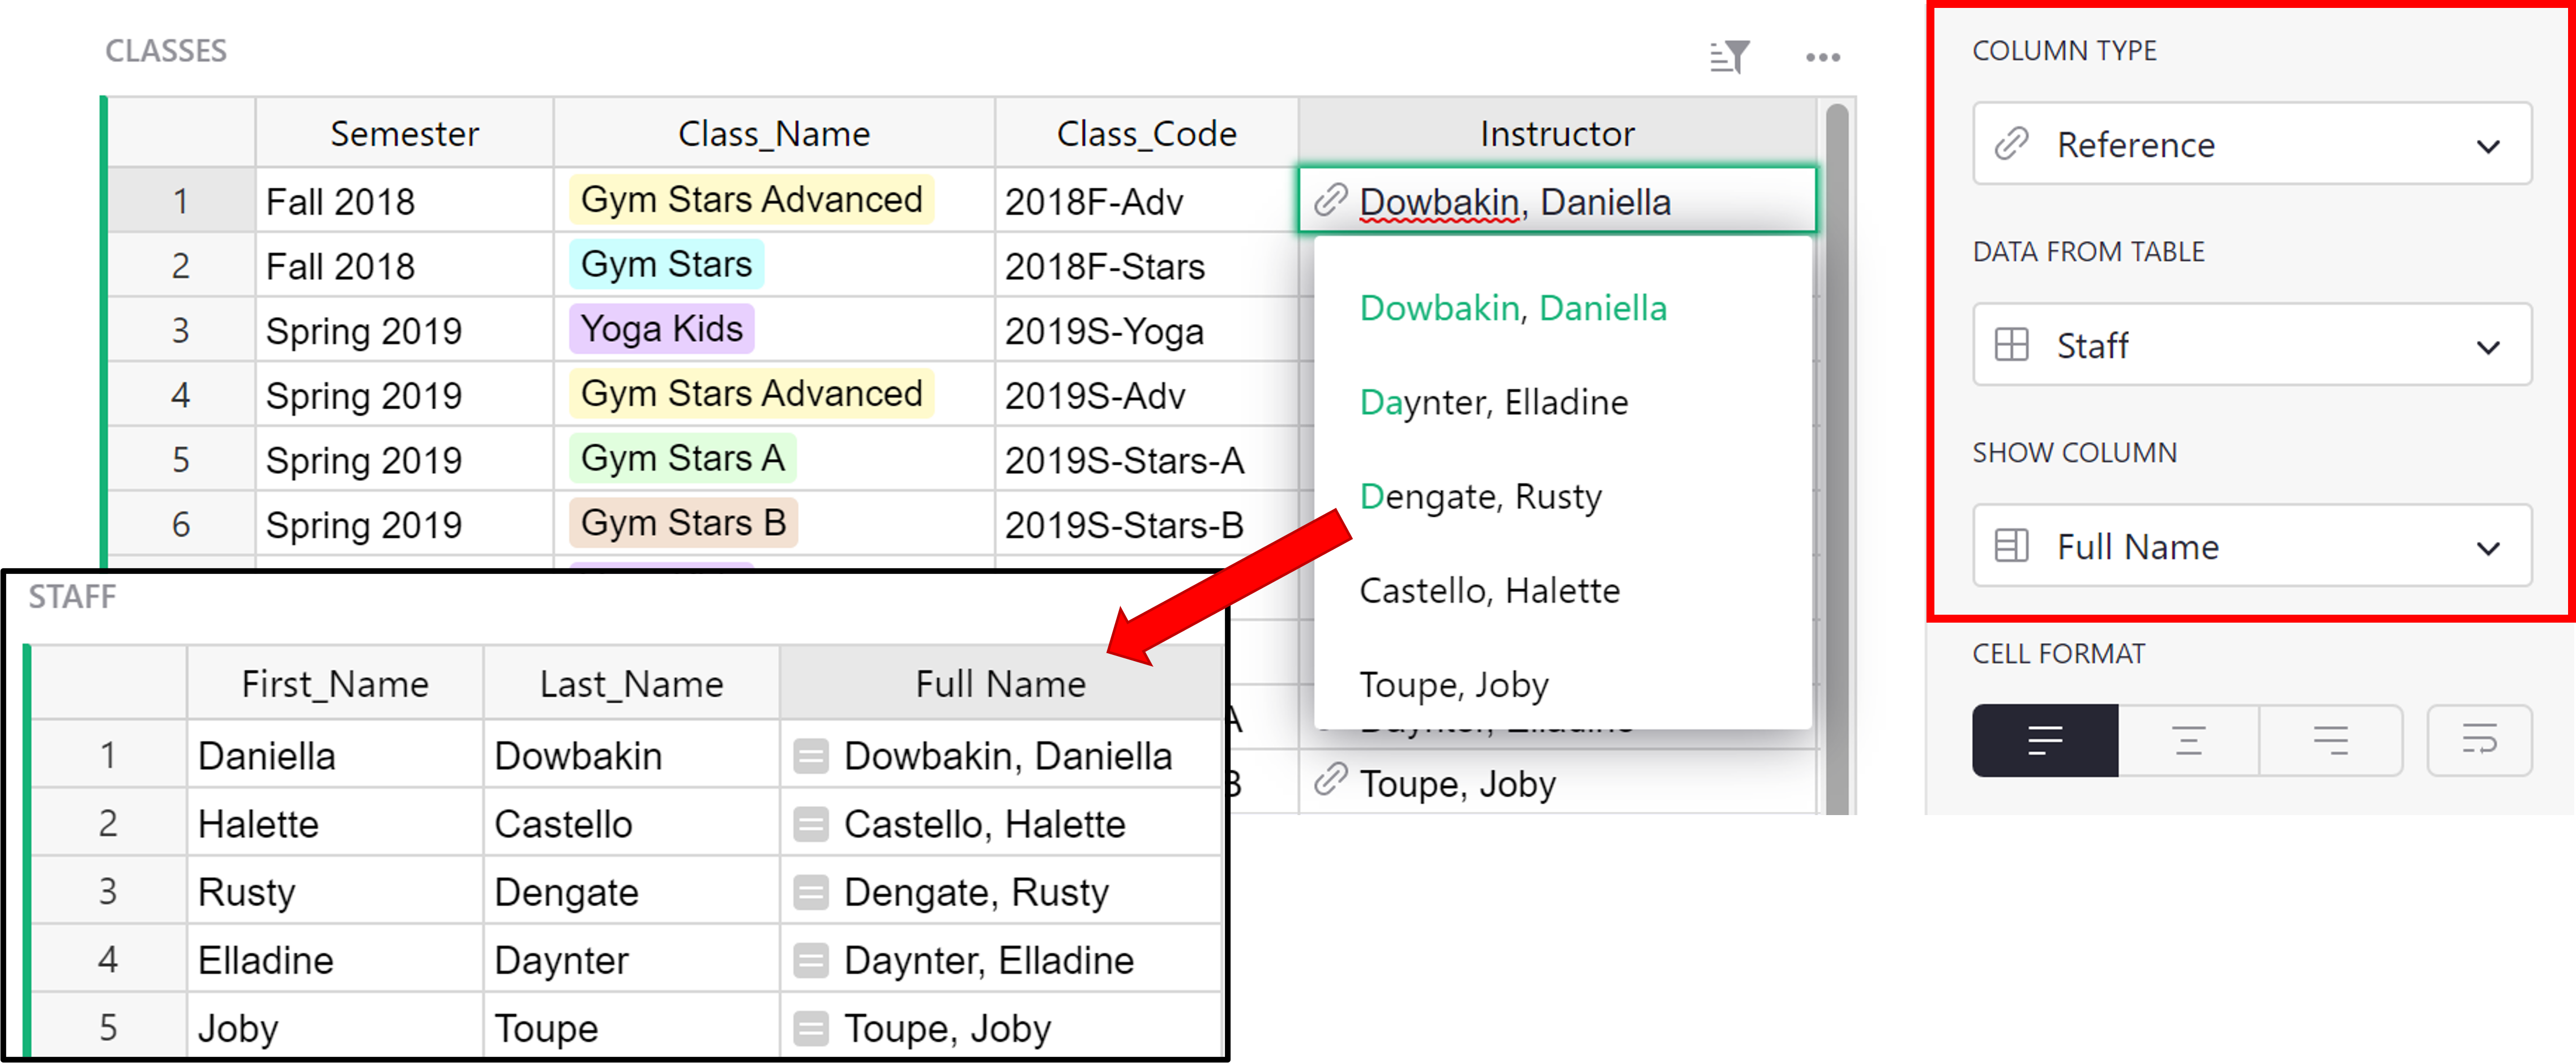 CLASSES
Semester Class_Name Class_Code Instructor
1 Fall 2018 Gym Stars Advanced 2018F-Adv Dowbakin, Daniella
2 Fall 2018 Gym Stars 2018F-Stars
3 Spring 2019 Yoga Kids 2019S-Yoga
4 Spring 2019 Gym Stars Advanced 2019S-Adv
5 Spring 2019 Gym Stars A 2019S-Stars-A
6 Spring 2019 Gym Stars B 2019S-Stars-B
Dowbakin, Daniella
Daynter, Elladine
Dengate, Rusty
Castello, Halette
Toupe, Joby
A Daynter, Elladine
B Toupe, Joby
STAFF
First_Name Last_Name Full Name
1 Daniella Dowbakin Dowbakin, Daniella
2 Halette Castello Castello, Halette
3 Rusty Dengate Dengate, Rusty
4 Elladine Daynter Daynter, Elladine
5 Joby Toupe Toupe, Joby
COLUMN TYPE
Reference
DATA FROM TABLE
Staff
SHOW COLUMN
Full Name
CELL FORMAT